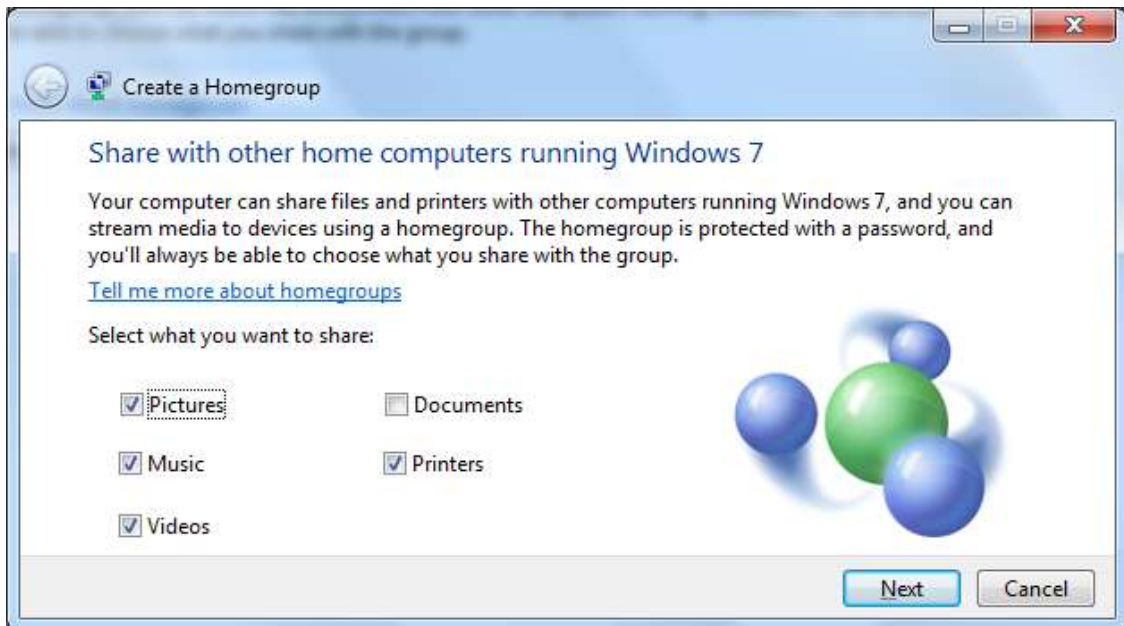 Create a Homegroup
Share with other home computers running Windows 7
Your computer can share files and printers with other computers running Windows 7, and you can
stream media to devices using a homegroup. The homegroup is protected with a password, and
you'll always be able to choose what you share with the group.
Tell me more about homegroups
Select what you want to share:
Pictures
Documents
Music
Printers
Videos
Next
Cancel